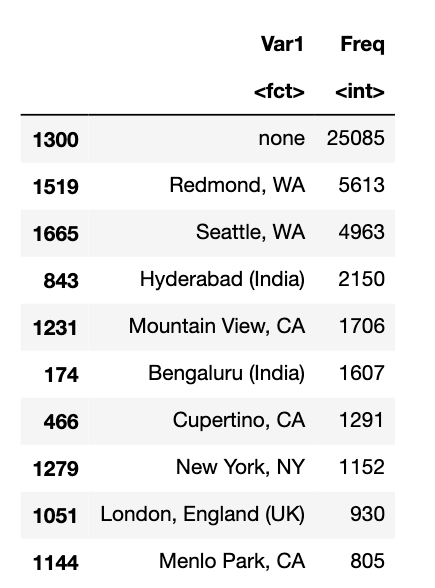 Var1 Freq
<fct> <int>
1300 none 25085
1519 Redmond, WA 5613
1665 Seattle, WA 4963
843 Hyderabad (India) 2150
1231 Mountain View, CA 1706
174 Bengaluru (India) 1607
466 Cupertino, CA 1291
1279 New York, NY 1152
1051 London, England (UK) 930
1144 Menlo Park, CA 805